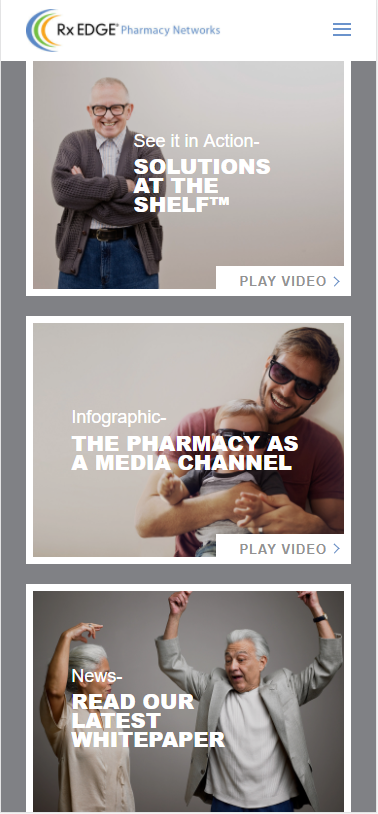 Rx EDGE® Pharmacy Networks
See it in Action-
SOLUTIONS
AT THE
SHELF™
PLAY VIDEO
Infographic-
THE PHARMACY AS
A MEDIA CHANNEL
PLAY VIDEO
News-
READ OUR
LATEST
WHITEPAPER